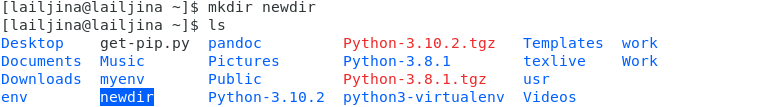 [lailjina@lailjina ~]$ mkdir newdir
[lailjina@lailjina ~]$ ls
Desktop get-pip.py pandoc Python-3.10.2.tgz Templates work
Documents Music Pictures Python-3.8.1 texlive Work
Downloads myenv Public Python-3.8.1.tgz usr
env newdir Python-3.10.2 python3-virtualenv Videos